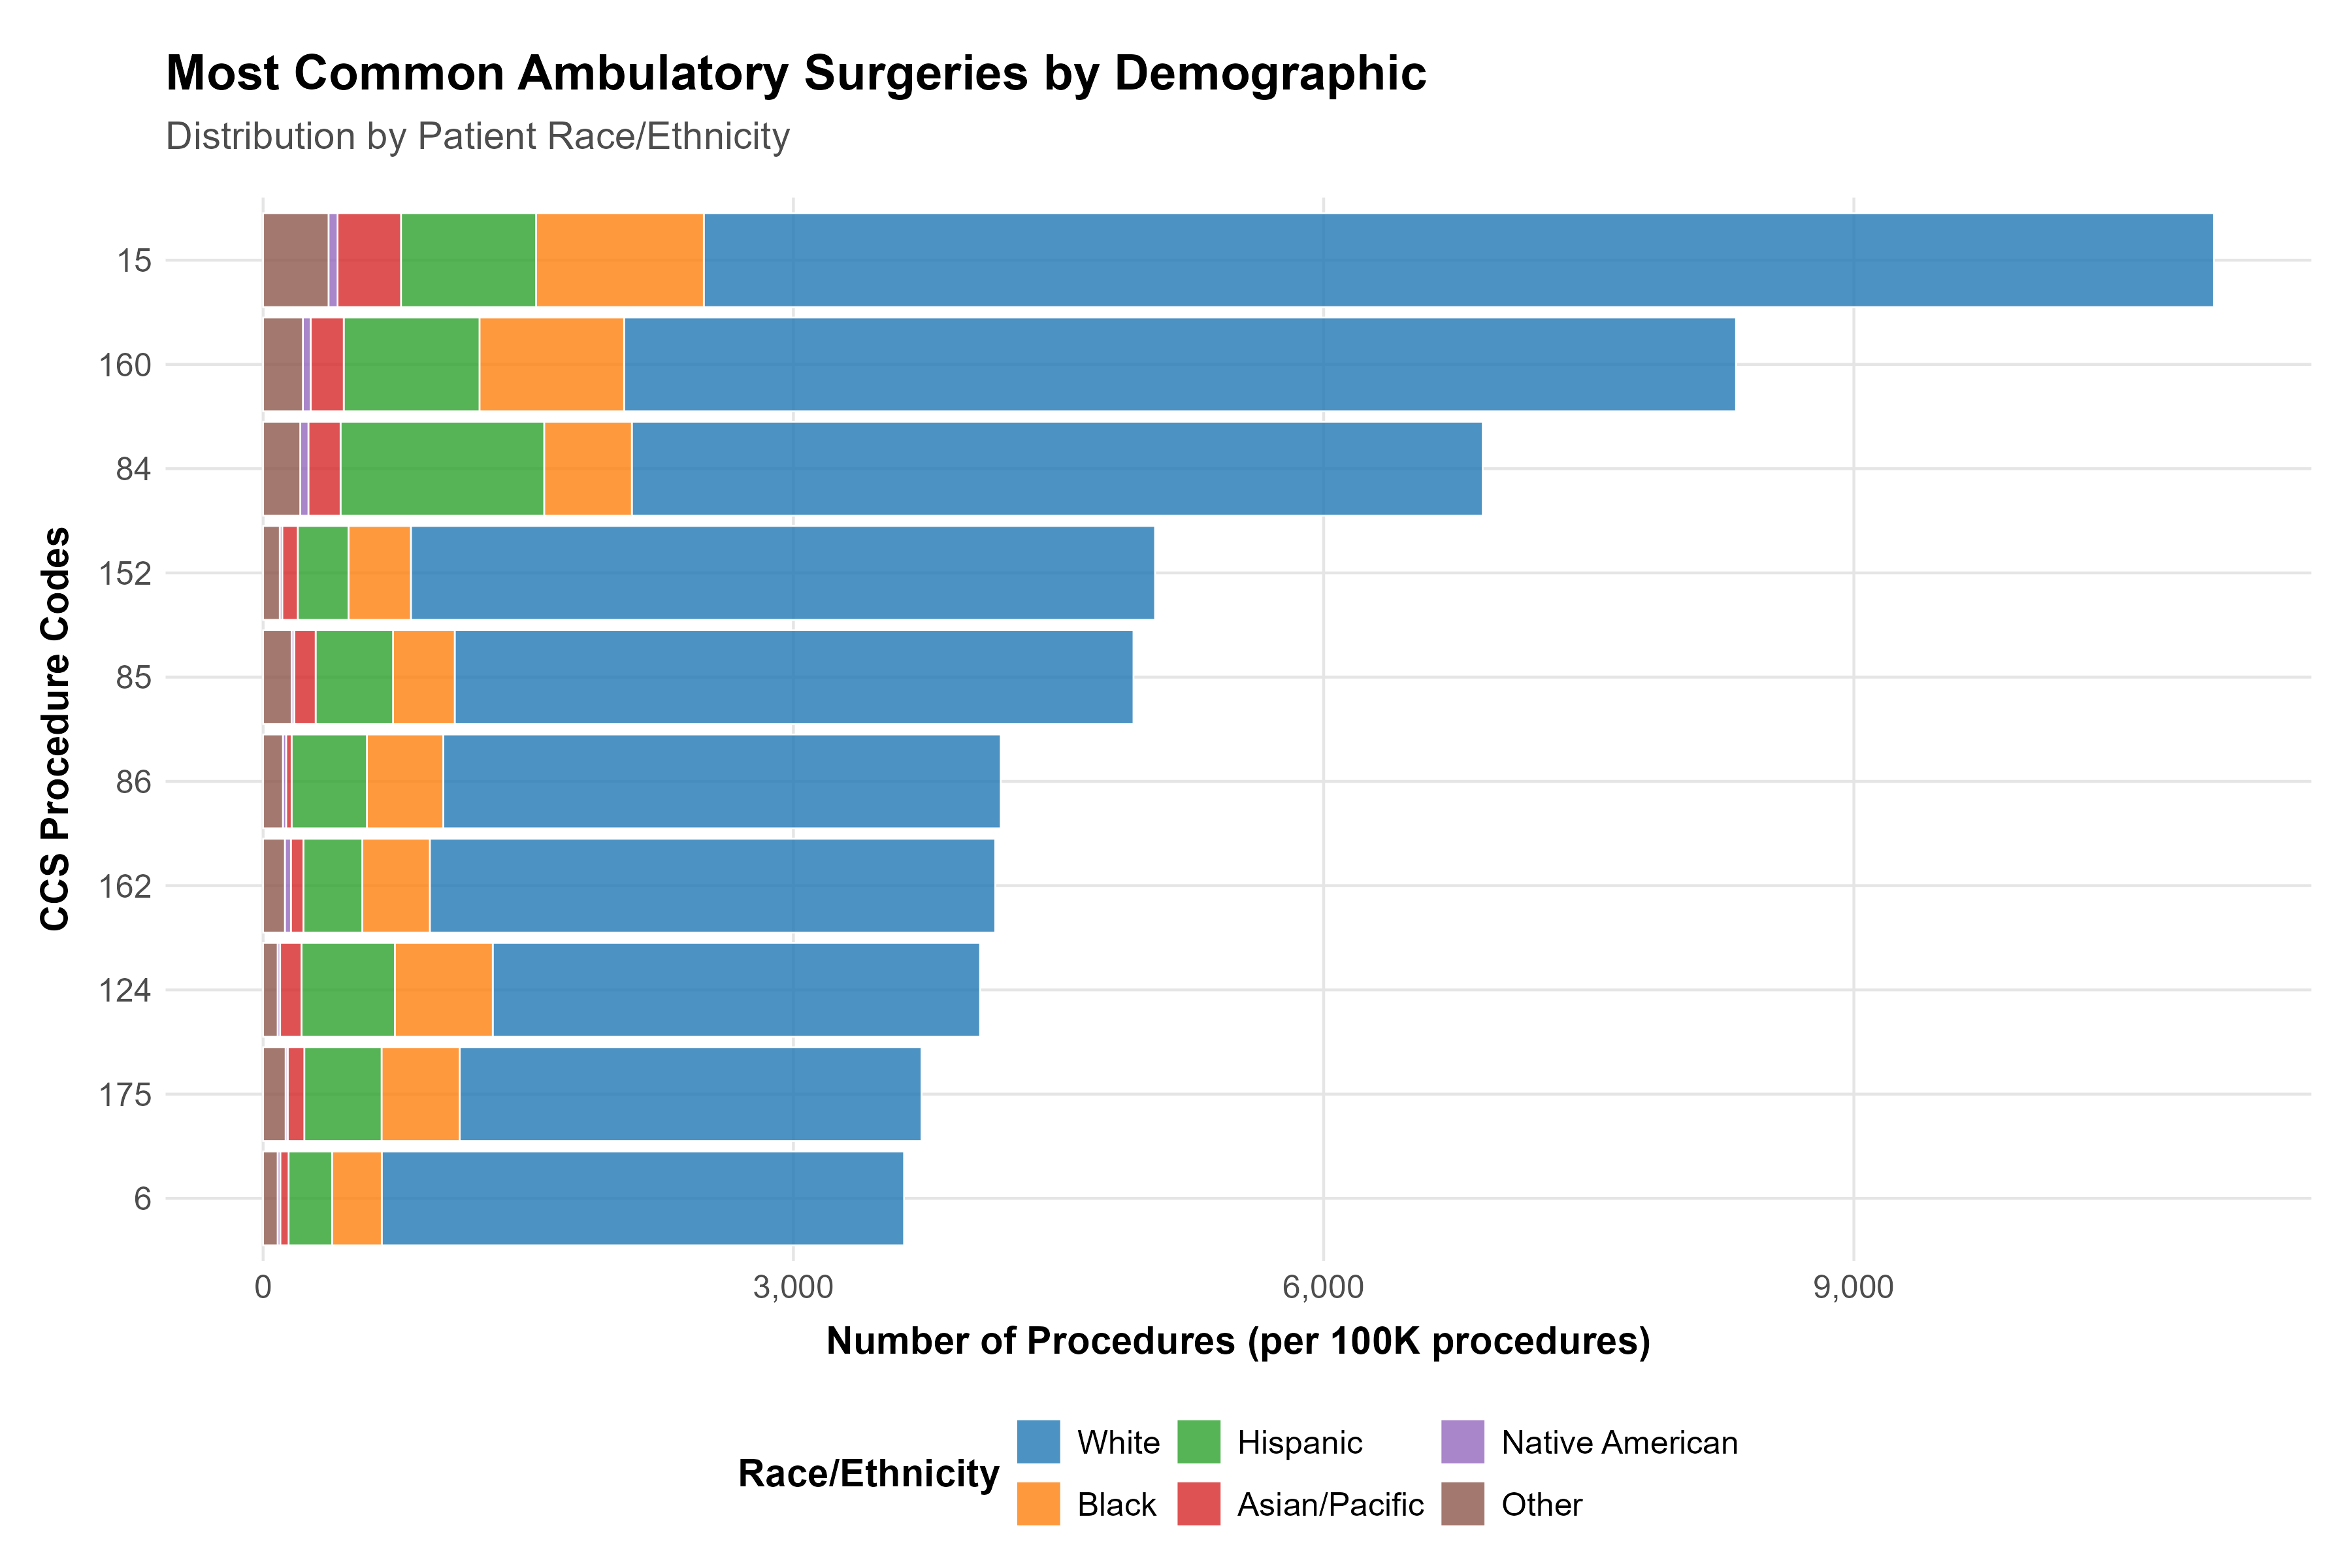 Most Common Ambulatory Surgeries by Demographic
Distribution by Patient Race/Ethnicity
CCS Procedure Codes
15
160
84
152
85
86
162
124
175
6
0 3,000 6,000 9,000
Number of Procedures (per 100K procedures)
Race/Ethnicity
White Hispanic Native American
Black Asian/Pacific Other